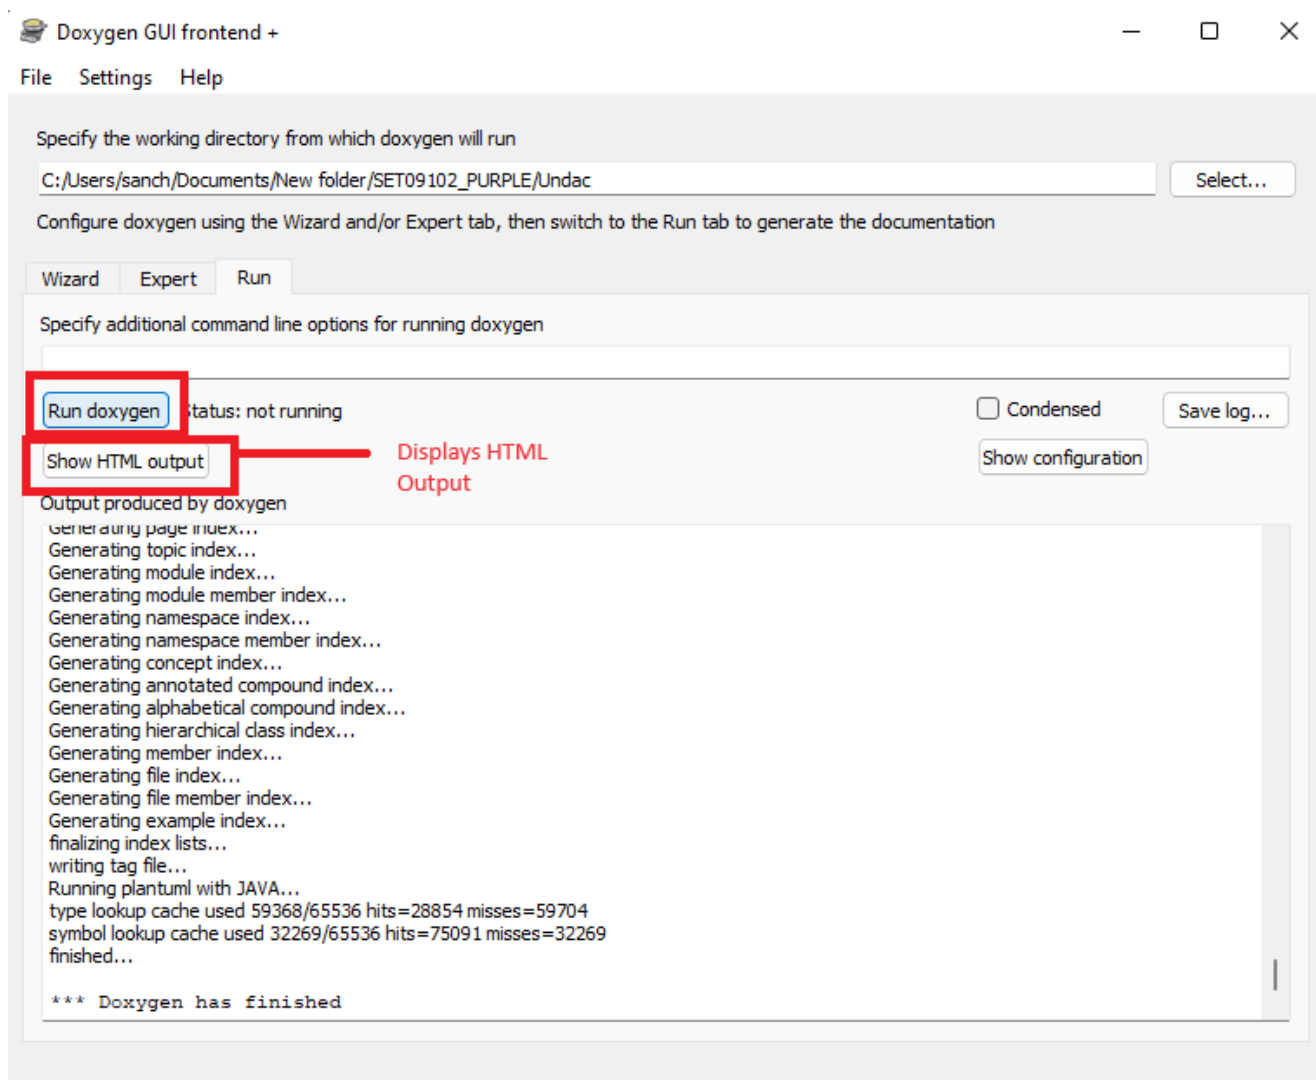 Doxygen GUI frontend +
File Settings Help
Specify the working directory from which doxygen will run
C:/Users/sanch/Documents/New folder/SET09102_PURPLE/Undac
Select...
Configure doxygen using the Wizard and/or Expert tab, then switch to the Run tab to generate the documentation
Wizard Expert Run
Specify additional command line options for running doxygen
Run doxygen Status: not running Condensed Save log...
Show HTML output Displays HTML Output Show configuration
Output produced by doxygen
Generating page index...
Generating topic index...
Generating module index...
Generating module member index...
Generating namespace index...
Generating namespace member index...
Generating concept index...
Generating annotated compound index...
Generating alphabetical compound index...
Generating hierarchical class index...
Generating member index...
Generating file index...
Generating file member index...
Generating example index...
finalizing index lists...
writing tag file...
Running plantuml with JAVA...
type lookup cache used 59368/65536 hits=28854 misses=59704
symbol lookup cache used 32269/65536 hits=75091 misses=32269
finished...
*** Doxygen has finished